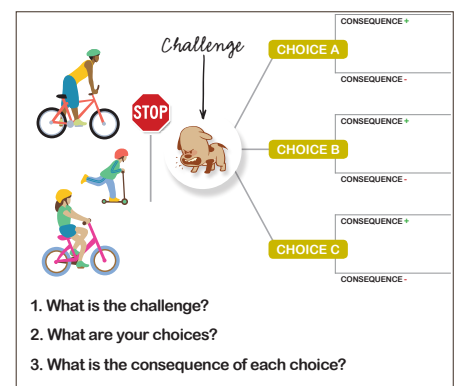 CONSEQUENCE+
Challenge
CHOICE A
CONSEQUENCE-
STOP
CONSEQUENCE+
CHOICE B
CONSEQUENCE-
CONSEQUENCE+
CHOICE C
CONSEQUENCE-
1. What is the challenge?
2. What are your choices?
3. What is the consequence of each choice?